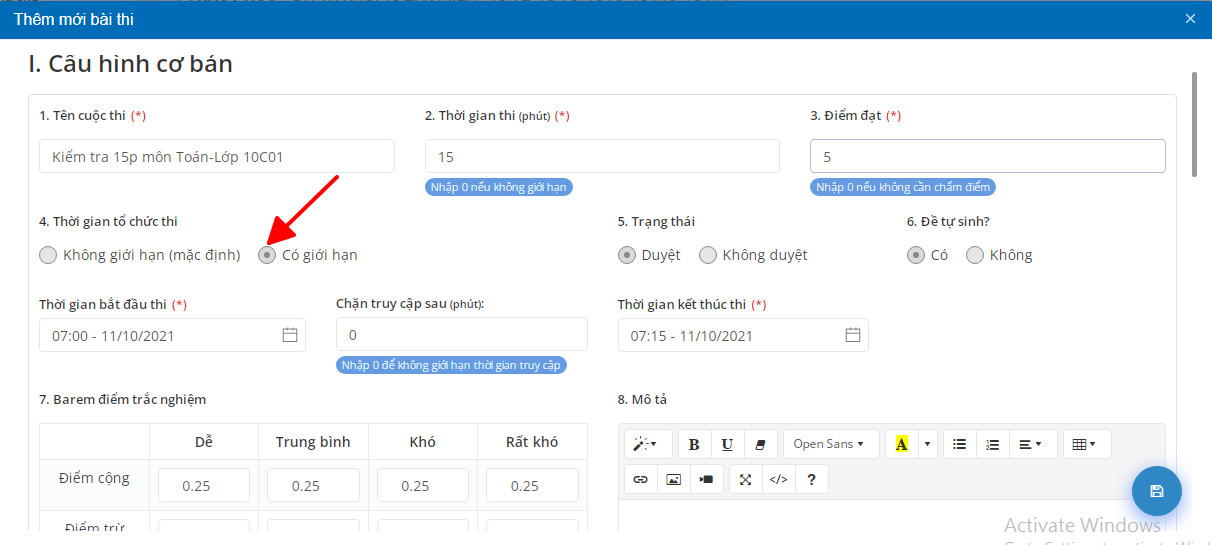 Thêm mới bài thi
I. Câu hình cơ bán
1. Tên cuộc thi (*)
2. Thời gian thi (phút) (*)
3. Điểm đạt (*)
Kiểm tra 15p môn Toán-Lớp 10C01
15
5
Nhập 0 nếu không giới hạn
Nhập 0 nếu không cần chấm điểm
4. Thời gian tổ chức thi
5. Trạng thái
6. Đề tự sinh?
Không giới hạn (mặc định)
Có giới hạn
Duyệt
Không duyệt
Có
Không
Thời gian bắt đầu thi (*)
Chặn truy cập sau (phút):
Thời gian kết thúc thi (*)
07:00 - 11/10/2021
0
07:15 - 11/10/2021
Nhập 0 để không giới hạn thời gian truy cập
7. Barem điểm trắc nghiệm
8. Mô tả
Dễ
Trung bình
Khó
Rất khó
B U
Open Sans
A
Điểm cộng
0.25
0.25
0.25
0.25
</> ?
Điểm trừ
Activate Windows